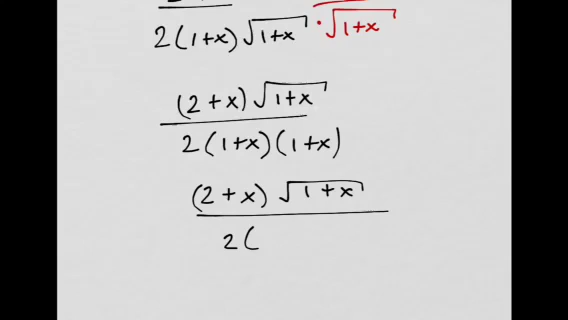 2(1+x)√1+x · √1+x
(2+x)√1+x
2(1+x)(1+x)
(2+x) √1+x
2(